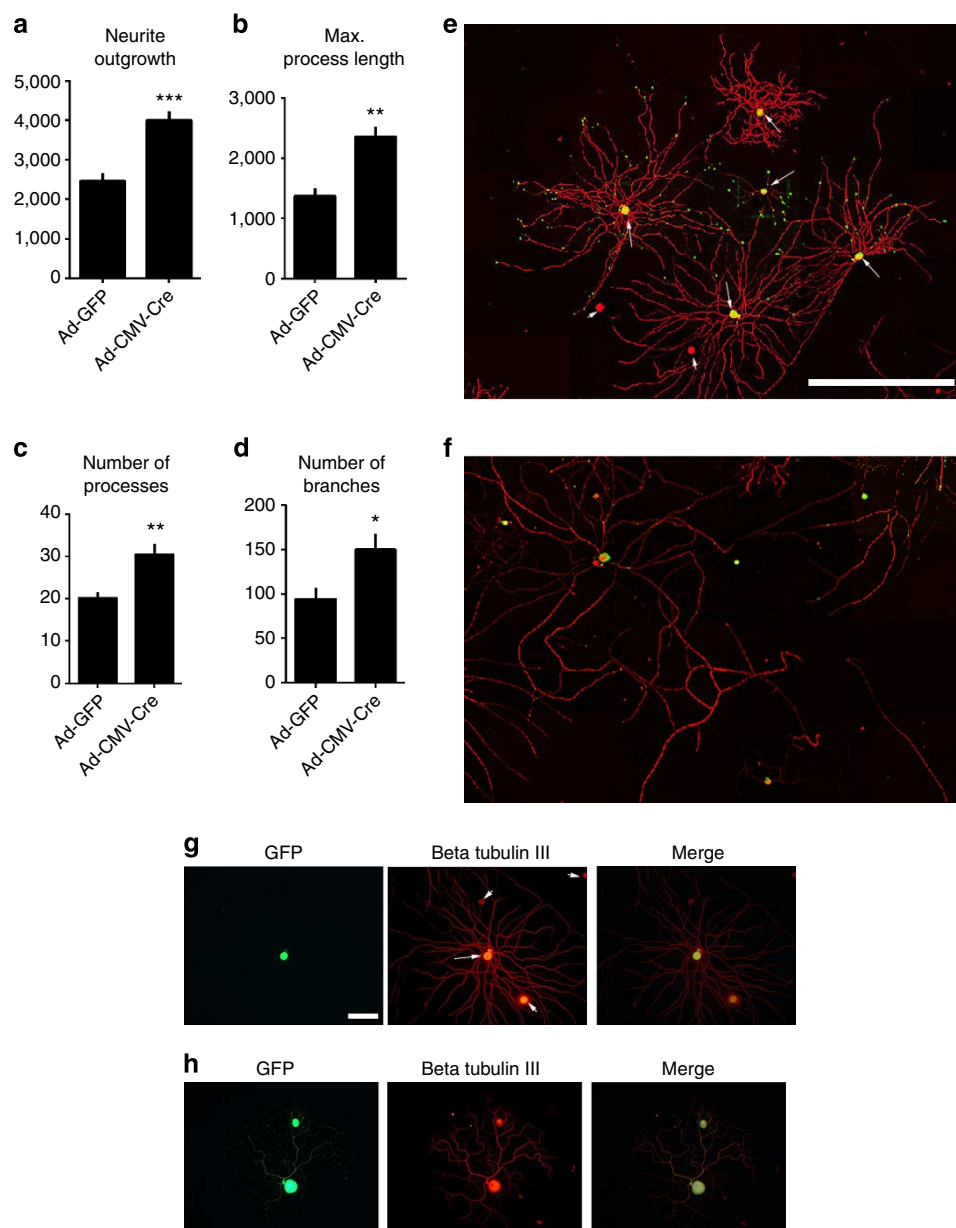 a
Neurite
outgrowth
5,000
4,000
3,000
2,000
1,000
0
***
Ad-GFP
Ad-CMV-Cre
b
Max.
process length
3,000
2,000
1,000
0
**
Ad-GFP
Ad-CMV-Cre
e
c
Number of
processes
40
30
20
10
0
**
Ad-GFP
Ad-CMV-Cre
d
Number of
branches
200
150
100
50
0
*
Ad-GFP
Ad-CMV-Cre
f
g
GFP
Beta tubulin III
Merge
h
GFP
Beta tubulin III
Merge